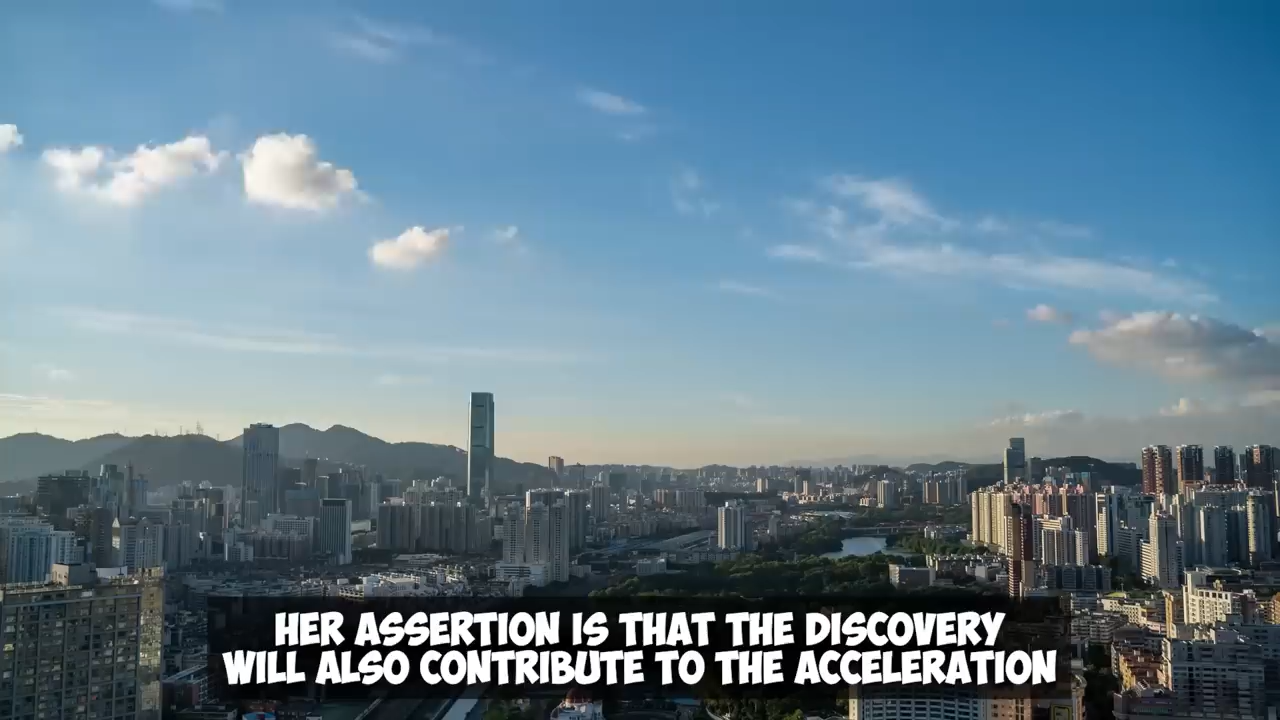 HER ASSERTION IS THAT THE DISCOVERY
WILL ALSO CONTRIBUTE TO THE ACCELERATION